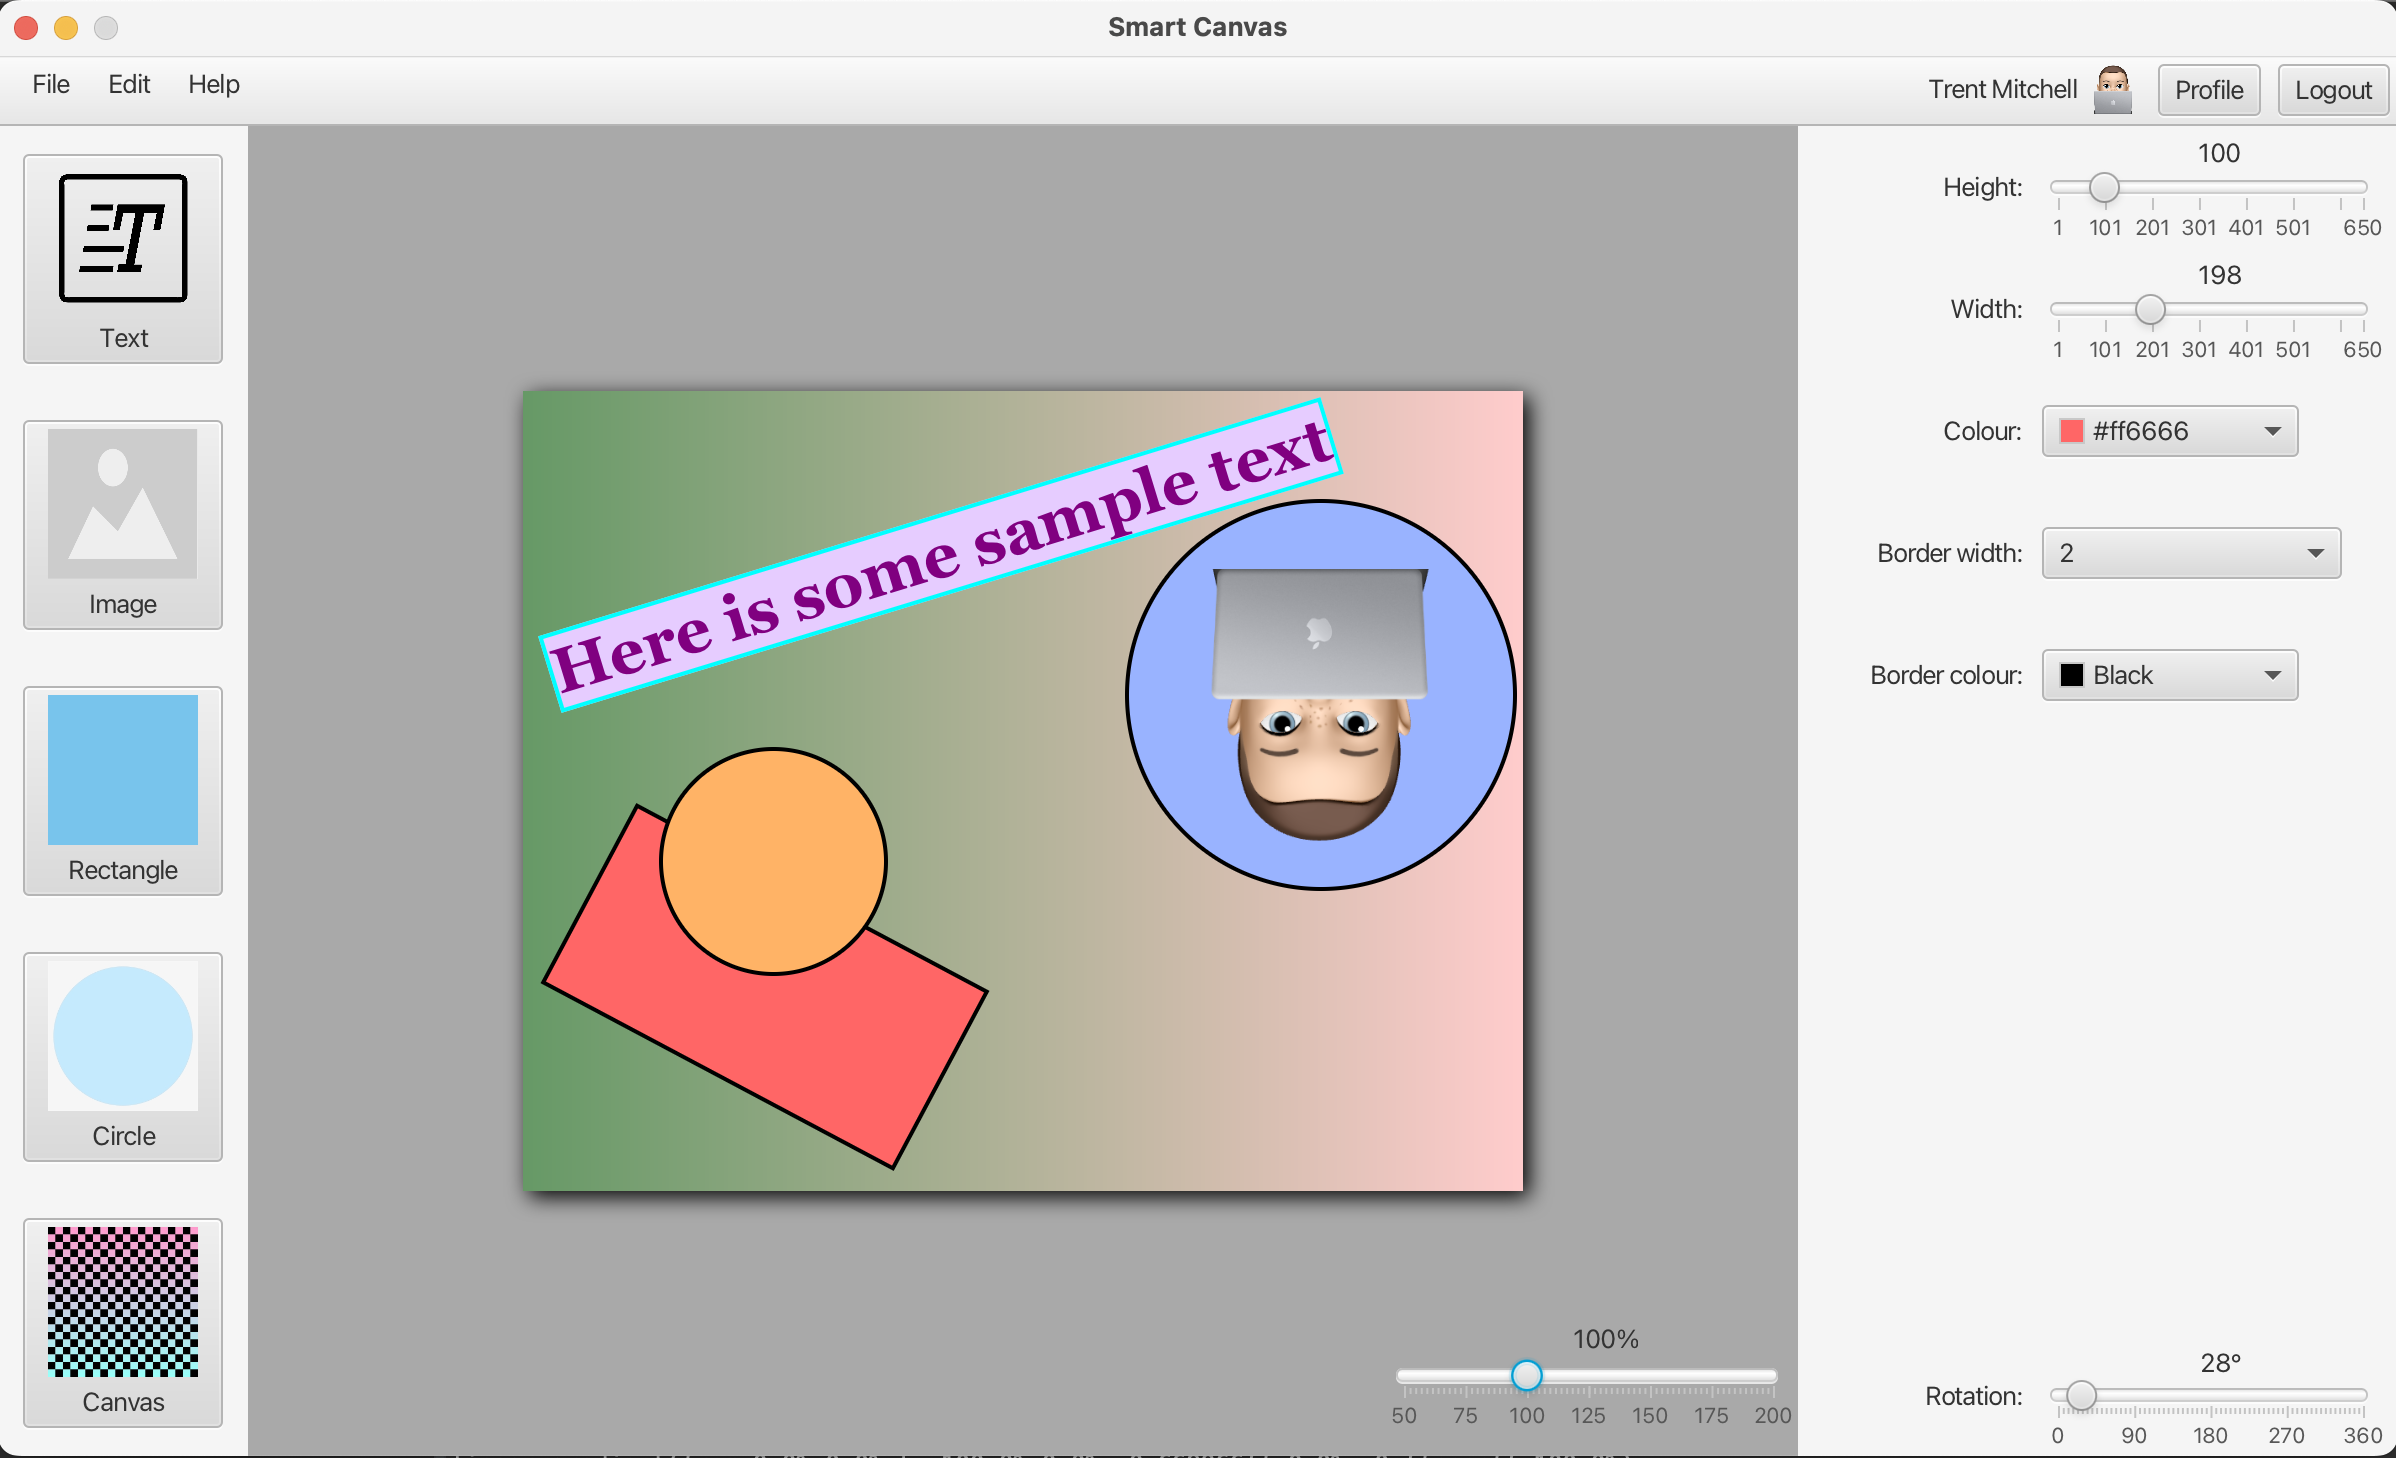 Smart Canvas
File Edit Help
Trent Mitchell Profile Logout
T
Text
Image
Rectangle
Circle
Canvas
Here is some sample text
100%
50 75 100 125 150 175 200
100
Height:
1 101 201 301 401 501 650
198
Width:
1 101 201 301 401 501 650
Colour: #ff6666
Border width: 2
Border colour: Black
28°
Rotation:
0 90 180 270 360